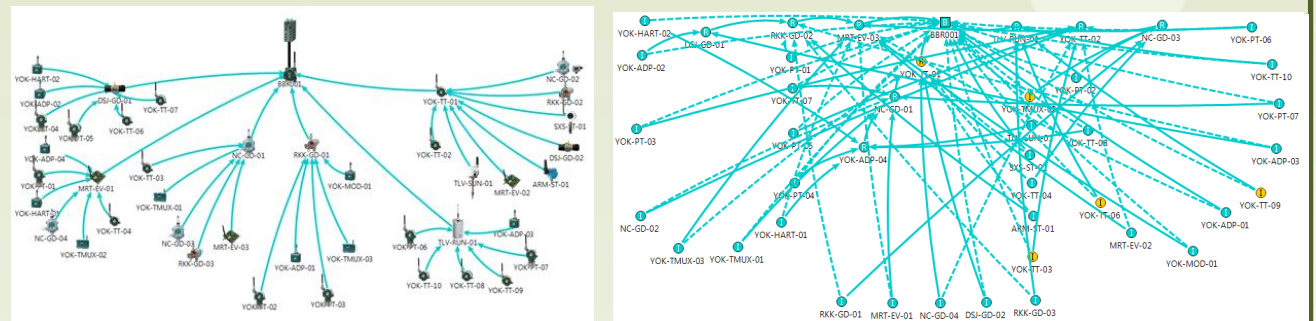 BBR001
NC-GD-02
YOK-HART-02
RKK-GD-02
YOK-ADP-02
DSJ-GD-01
YOK-TT-07
YOK-TT-01
SXS-ST-01
YOK-TT-06
YOK-TT-02
DSJ-GD-02
YOK-ADP-04
NC-GD-01
RKK-GD-01
YOK-TT-03
YOK-MOD-01
TLV-SUN-01
ARM-ST-01
MRT-EV-01
MRT-EV-02
YOK-TMUX-01
NC-GD-04
YOK-TT-04
NC-GD-03
MRT-EV-03
YOK-PT-06
YOK-ADP-03
TLV-RUN-01
YOK-TMUX-02
RKK-GD-03
YOK-ADP-01
YOK-TMUX-03
YOK-PT-07
YOK-TT-10
YOK-TT-08
YOK-TT-09
YOK-PT-02
YOK-PT-03
YOK-HART-02
DSJ-GD-01
RKK-GD-02
MRT-EV-03
BBR001
YOK-TT-02
NC-GD-03
YOK-PT-06
YOK-ADP-02
YOK-PT-01
YOK-TT-01
YOK-PT-02
YOK-TT-10
YOK-TT-07
NC-GD-01
YOK-TMUX-02
YOK-PT-07
YOK-PT-03
YOK-PT-05
YOK-ADP-04
YOK-TT-08
YOK-ADP-03
SXS-ST-01
YOK-PT-04
YOK-TT-04
YOK-TT-09
NC-GD-02
YOK-HART-01
ARM-ST-01
YOK-TT-06
YOK-ADP-01
YOK-TMUX-03
YOK-TMUX-01
MRT-EV-02
YOK-TT-03
YOK-MOD-01
RKK-GD-01
MRT-EV-01
NC-GD-04
DSJ-GD-02
RKK-GD-03